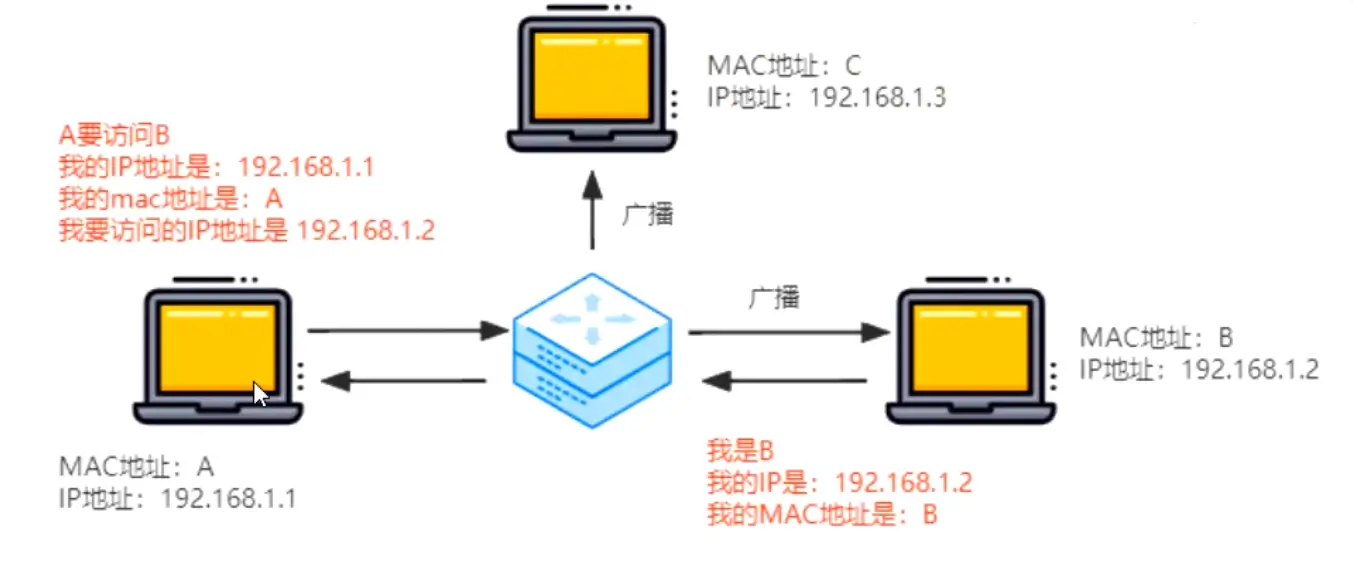 MAC地址：C
IP地址：192.168.1.3
A要访问B
我的IP地址是：192.168.1.1
我的mac地址是：A
我要访问的IP地址是 192.168.1.2
广播
广播
MAC地址：B
IP地址：192.168.1.2
MAC地址：A
IP地址：192.168.1.1
我是B
我的IP是：192.168.1.2
我的MAC地址是：B